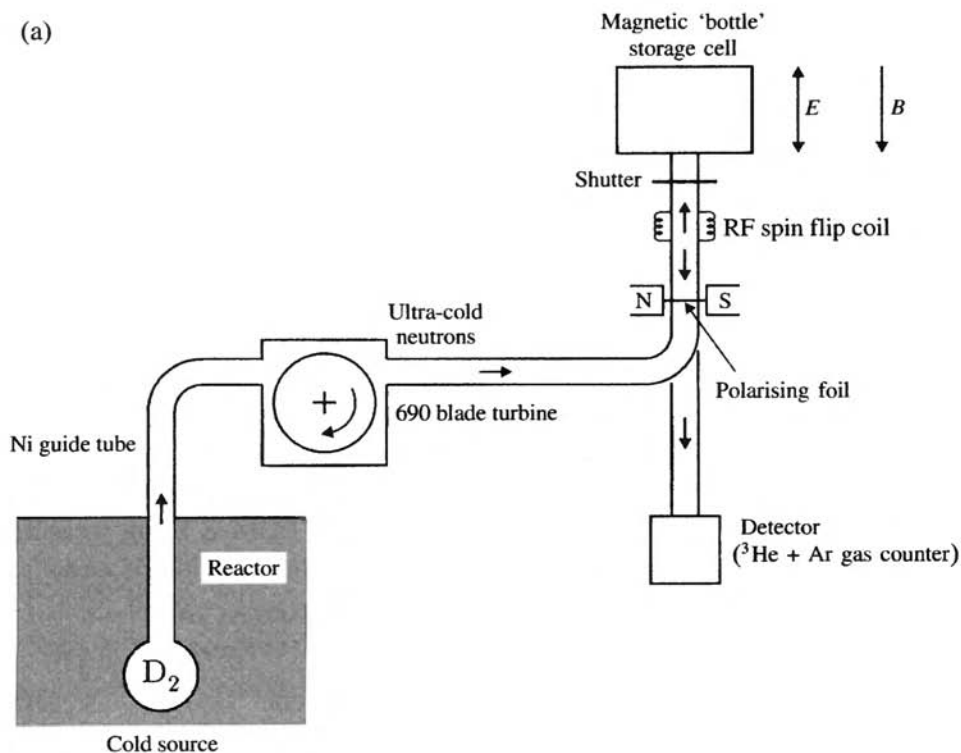 (a)
Magnetic ‘bottle’
storage cell
E
B
Shutter
RF spin flip coil
N
S
Ultra-cold
neutrons
Polarising foil
690 blade turbine
Ni guide tube
Detector
(³He + Ar gas counter)
Reactor
D₂
Cold source